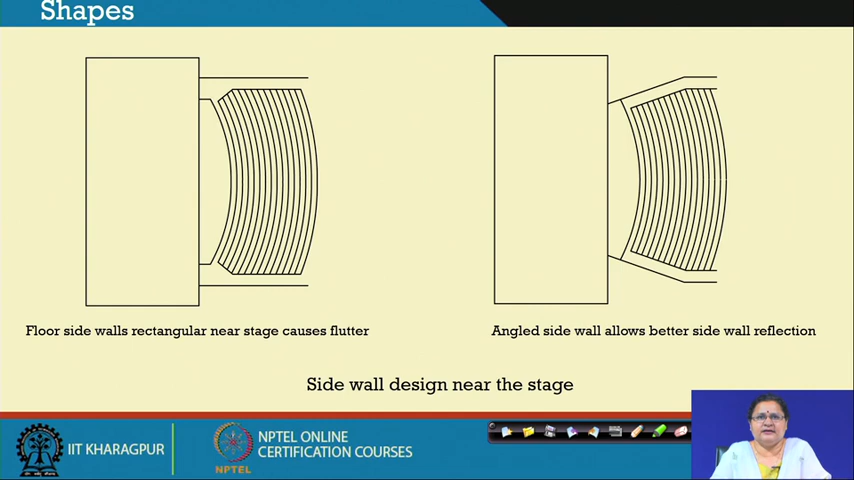 Shapes
Floor side walls rectangular near stage causes flutter
Angled side wall allows better side wall reflection
Side wall design near the stage
IIT KHARAGPUR
NPTEL
NPTEL ONLINE
CERTIFICATION COURSES